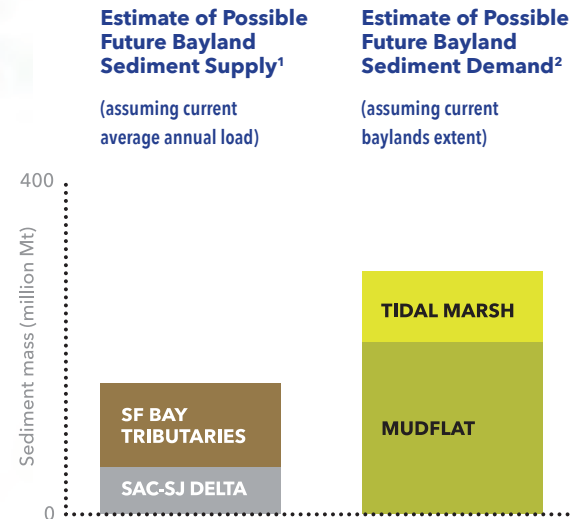 Estimate of Possible
Future Bayland
Sediment Supply¹
(assuming current
average annual load)
Estimate of Possible
Future Bayland
Sediment Demand²
(assuming current
baylands extent)
400
Sediment mass (million Mt)
0
SF BAY
TRIBUTARIES
SAC-SJ DELTA
TIDAL MARSH
MUDFLAT